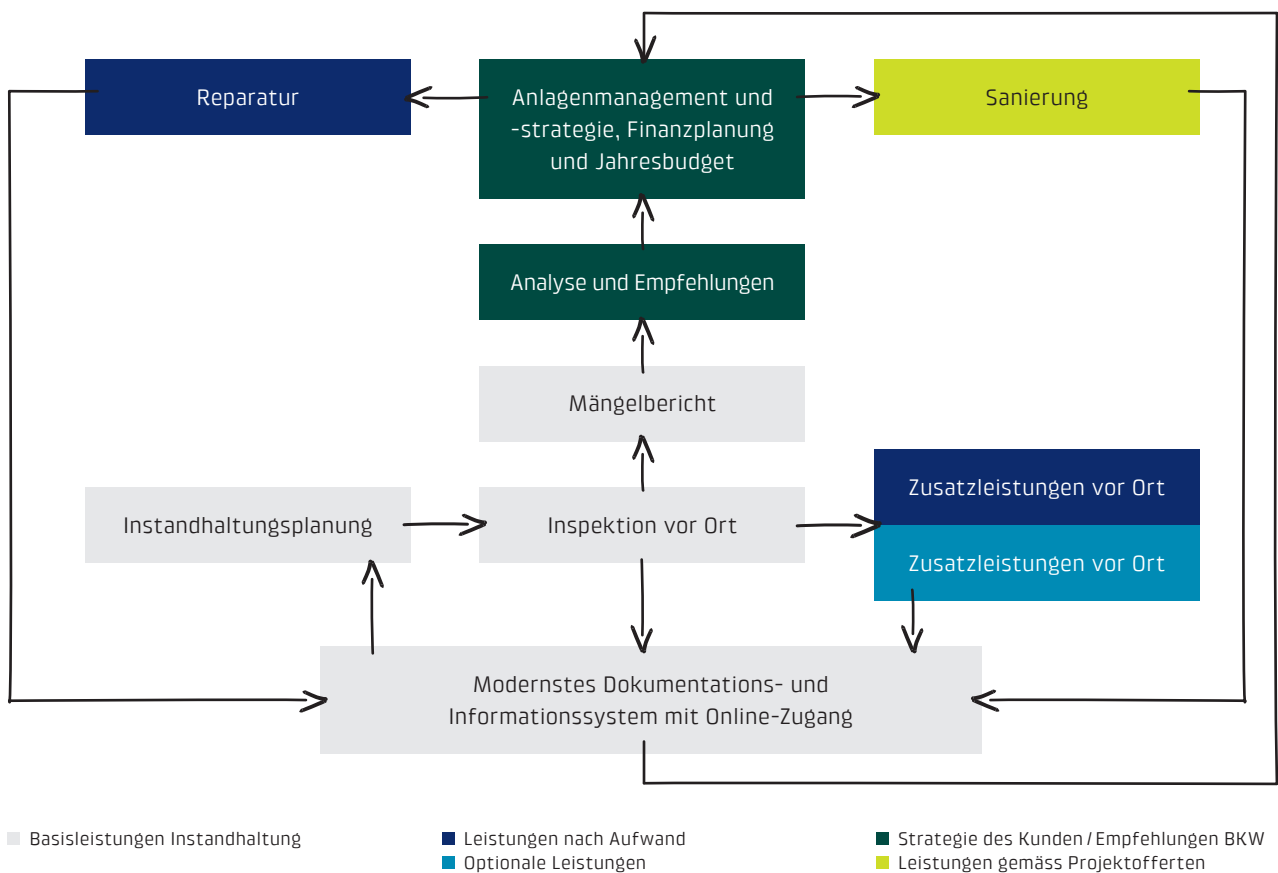 Reparatur
Anlagenmanagement und
-strategie, Finanzplanung
und Jahresbudget
Sanierung
Analyse und Empfehlungen
Mängelbericht
Instandhaltungsplanung
Inspektion vor Ort
Zusatzleistungen vor Ort
Zusatzleistungen vor Ort
Modernstes Dokumentations- und
Informationssystem mit Online-Zugang
Basisleistungen Instandhaltung
Leistungen nach Aufwand
Optionale Leistungen
Strategie des Kunden / Empfehlungen BKW
Leistungen gemäss Projektofferten